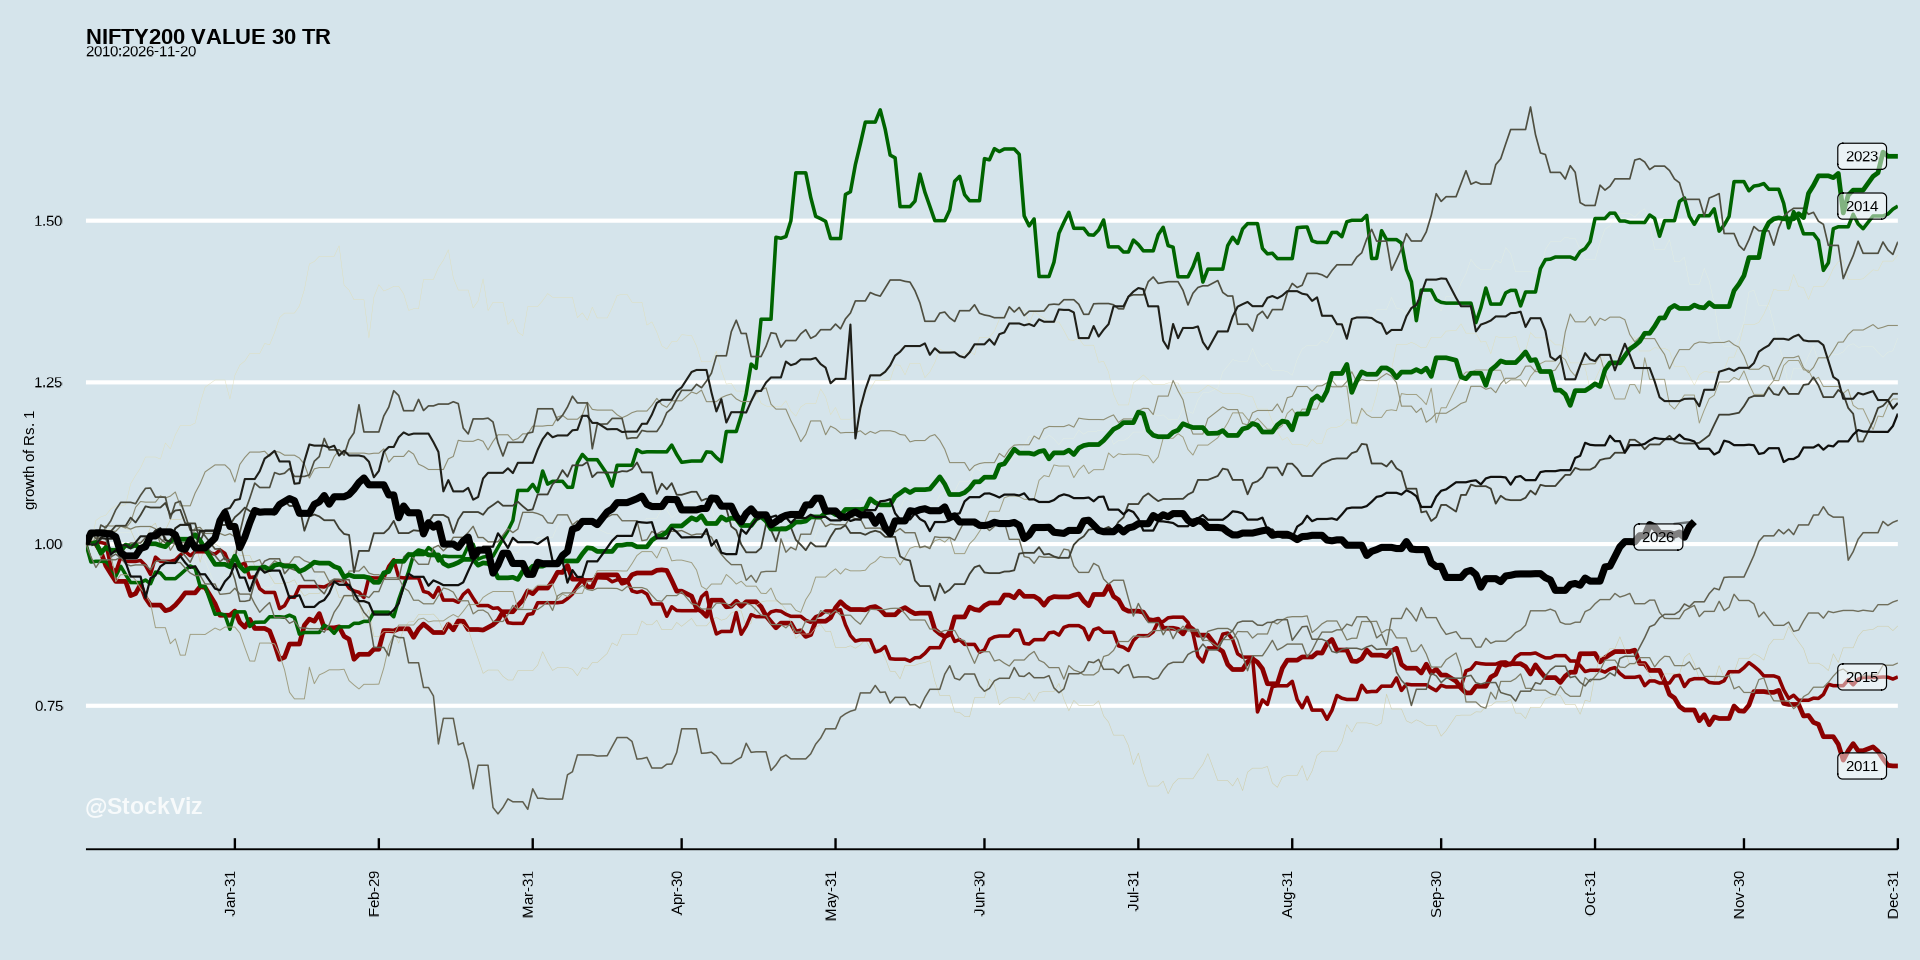 NIFTY200 VALUE 30 TR
2010:2026-11-20
growth of Rs. 1
1.50
1.25
1.00
0.75
2023
2014
2026
2015
2011
@StockViz
Jan-31
Feb-29
Mar-31
Apr-30
May-31
Jun-30
Jul-31
Aug-31
Sep-30
Oct-31
Nov-30
Dec-31